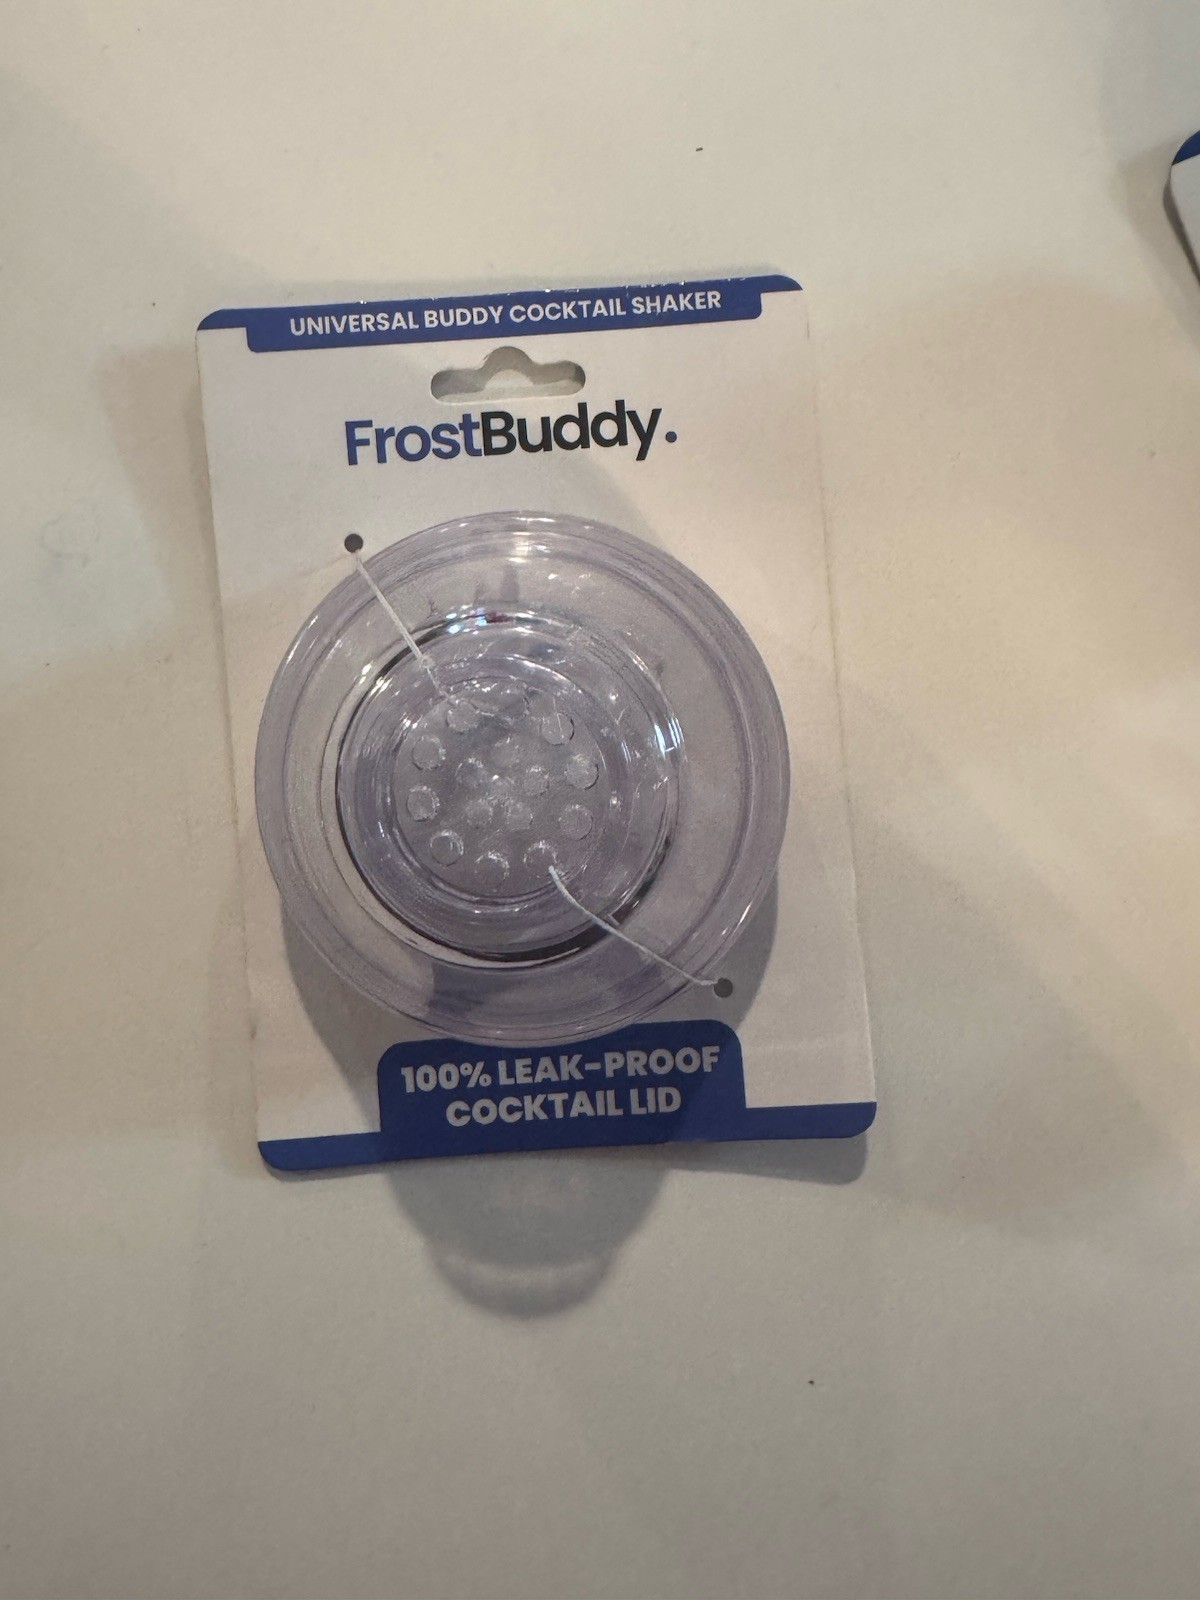 UNIVERSAL BUDDY COCKTAIL SHAKER
FrostBuddy.
100% LEAK-PROOF
COCKTAIL LID